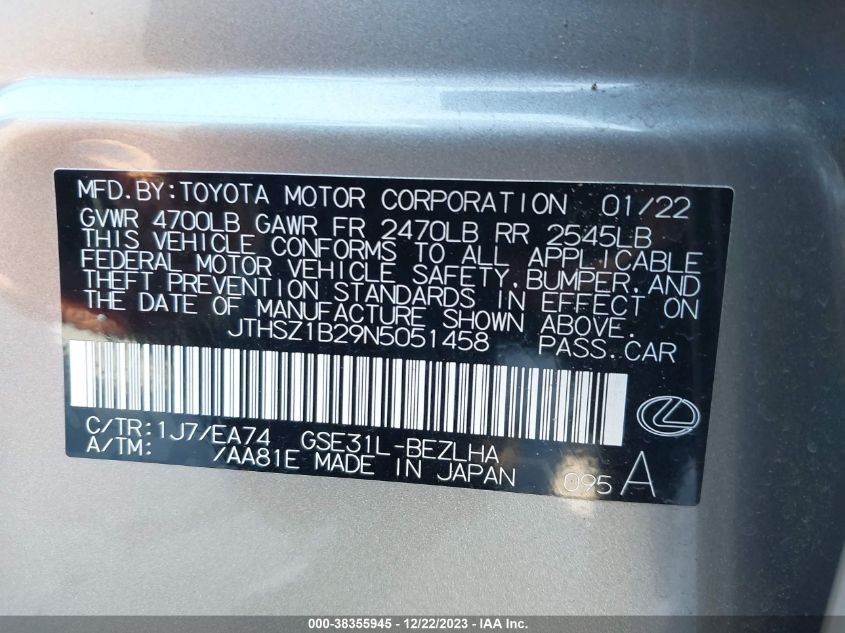 MFD.BY:TOYOTA MOTOR CORPORATION 01/22
GVWR 4700LB GAWR FR 2470LB RR 2545LB
THIS VEHICLE CONFORMS TO ALL APPLICABLE
FEDERAL MOTOR VEHICLE SAFETY,BUMPER,AND
THEFT PREVENTION STANDARDS IN EFFECT ON
THE DATE OF MANUFACTURE SHOWN ABOVE.
JTHSZ1B29N5051458 PASS.CAR
C/TR:1J7/EA74 GSE31L-BEZLHA
A/TM: /AA81E MADE IN JAPAN 095 A
000-38355945 - 12/22/2023 - IAA Inc.